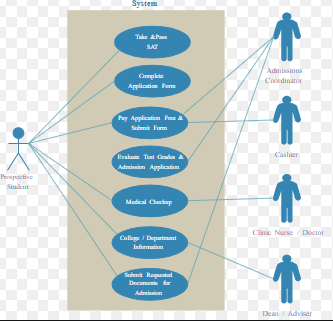 System
Take &Pass
SAT
Complete
Application Form
Pay Application Fees &
Submit Form
Evaluate Test Grades &
Admission Application
Medical Checkup
College / Department
Information
Submit Requested
Documents for
Admission
Prospective
Student
Admissions
Coordinator
Cashier
Clinic Nurse / Doctor
Dean / Adviser